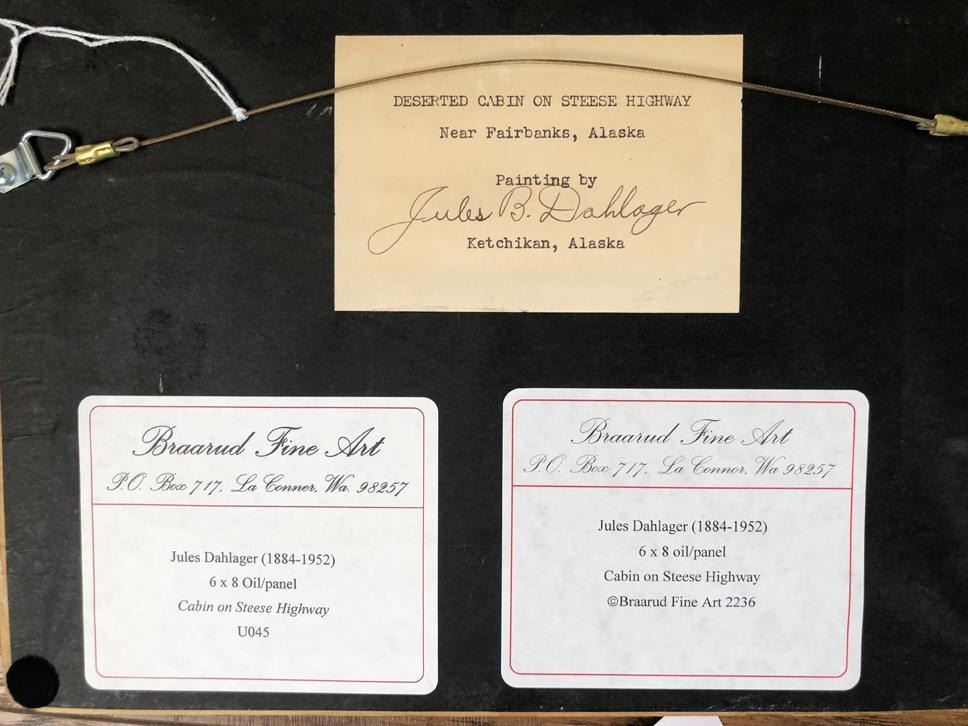 DESERTED CABIN ON STEESE HIGHWAY
Near Fairbanks, Alaska
Painting by
Jules B. Dahlager
Ketchikan, Alaska
Braarud Fine Art
P.O. Box 717, La Conner, Wa. 98257
Jules Dahlager (1884-1952)
6 x 8 Oil/panel
Cabin on Steese Highway
U045
Braarud Fine Art
P.O. Box 717, La Connor, Wa 98257
Jules Dahlager (1884-1952)
6 x 8 oil/panel
Cabin on Steese Highway
©Braarud Fine Art 2236